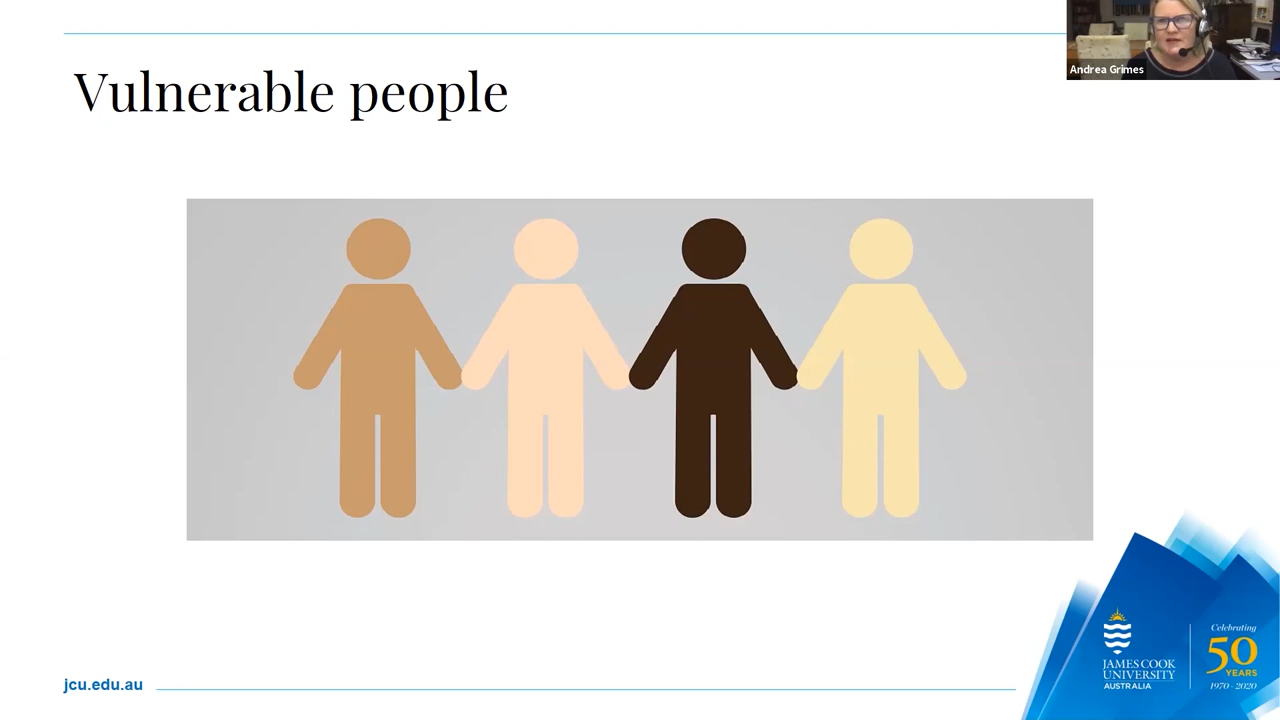 Andrea Grimes
Vulnerable people
Celebrating
50
YEARS
1970 - 2020
JAMES COOK
UNIVERSITY
AUSTRALIA
jcu.edu.au